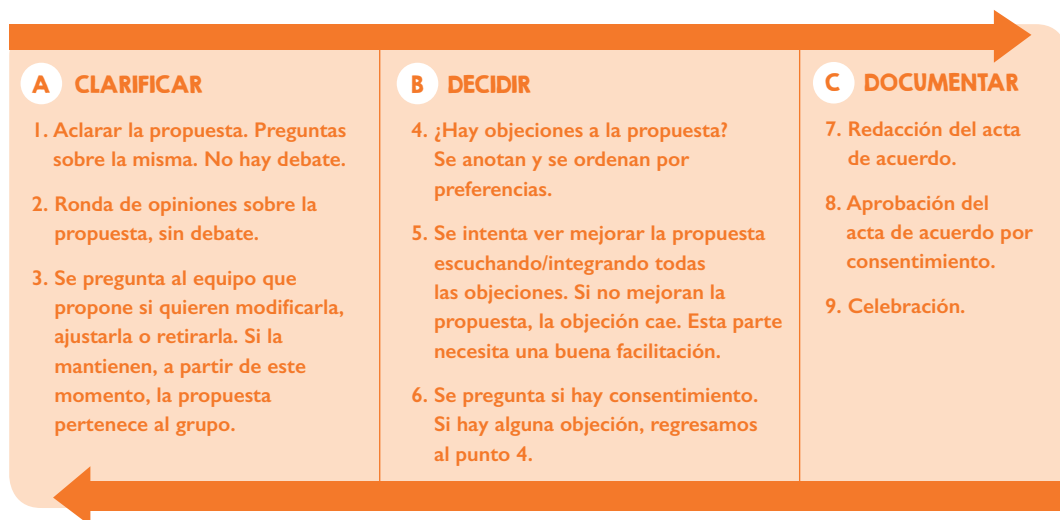 A CLARIFICAR
1. Aclarar la propuesta. Preguntas
sobre la misma. No hay debate.
2. Ronda de opiniones sobre la
propuesta, sin debate.
3. Se pregunta al equipo que
propone si quieren modificarla,
ajustarla o retirarla. Si la
mantienen, a partir de este
momento, la propuesta
pertenece al grupo.
B DECIDIR
4. ¿Hay objeciones a la propuesta?
Se anotan y se ordenan por
preferencias.
5. Se intenta ver mejorar la propuesta
escuchando/integrando todas
las objeciones. Si no mejoran la
propuesta, la objeción cae. Esta parte
necesita una buena facilitación.
6. Se pregunta si hay consentimiento.
Si hay alguna objeción, regresamos
al punto 4.
C DOCUMENTAR
7. Redacción del acta
de acuerdo.
8. Aprobación del
acta de acuerdo por
consentimiento.
9. Celebración.